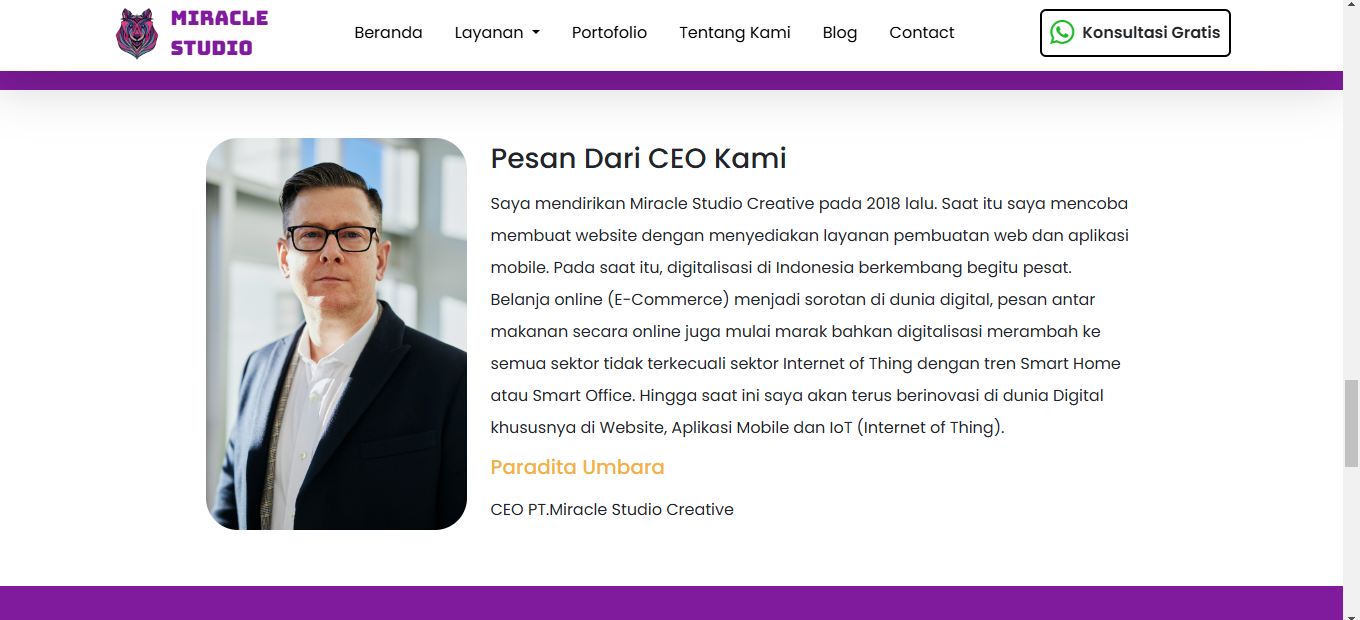 MIRACLE
STUDIO
Beranda
Layanan
Portofolio
Tentang Kami
Blog
Contact
Konsultasi Gratis
Pesan Dari CEO Kami
Saya mendirikan Miracle Studio Creative pada 2018 lalu. Saat itu saya mencoba
membuat website dengan menyediakan layanan pembuatan web dan aplikasi
mobile. Pada saat itu, digitalisasi di Indonesia berkembang begitu pesat.
Belanja online (E-Commerce) menjadi sorotan di dunia digital, pesan antar
makanan secara online juga mulai marak bahkan digitalisasi merambah ke
semua sektor tidak terkecuali sektor Internet of Thing dengan tren Smart Home
atau Smart Office. Hingga saat ini saya akan terus berinovasi di dunia Digital
khususnya di Website, Aplikasi Mobile dan IoT (Internet of Thing).
Paradita Umbara
CEO PT.Miracle Studio Creative